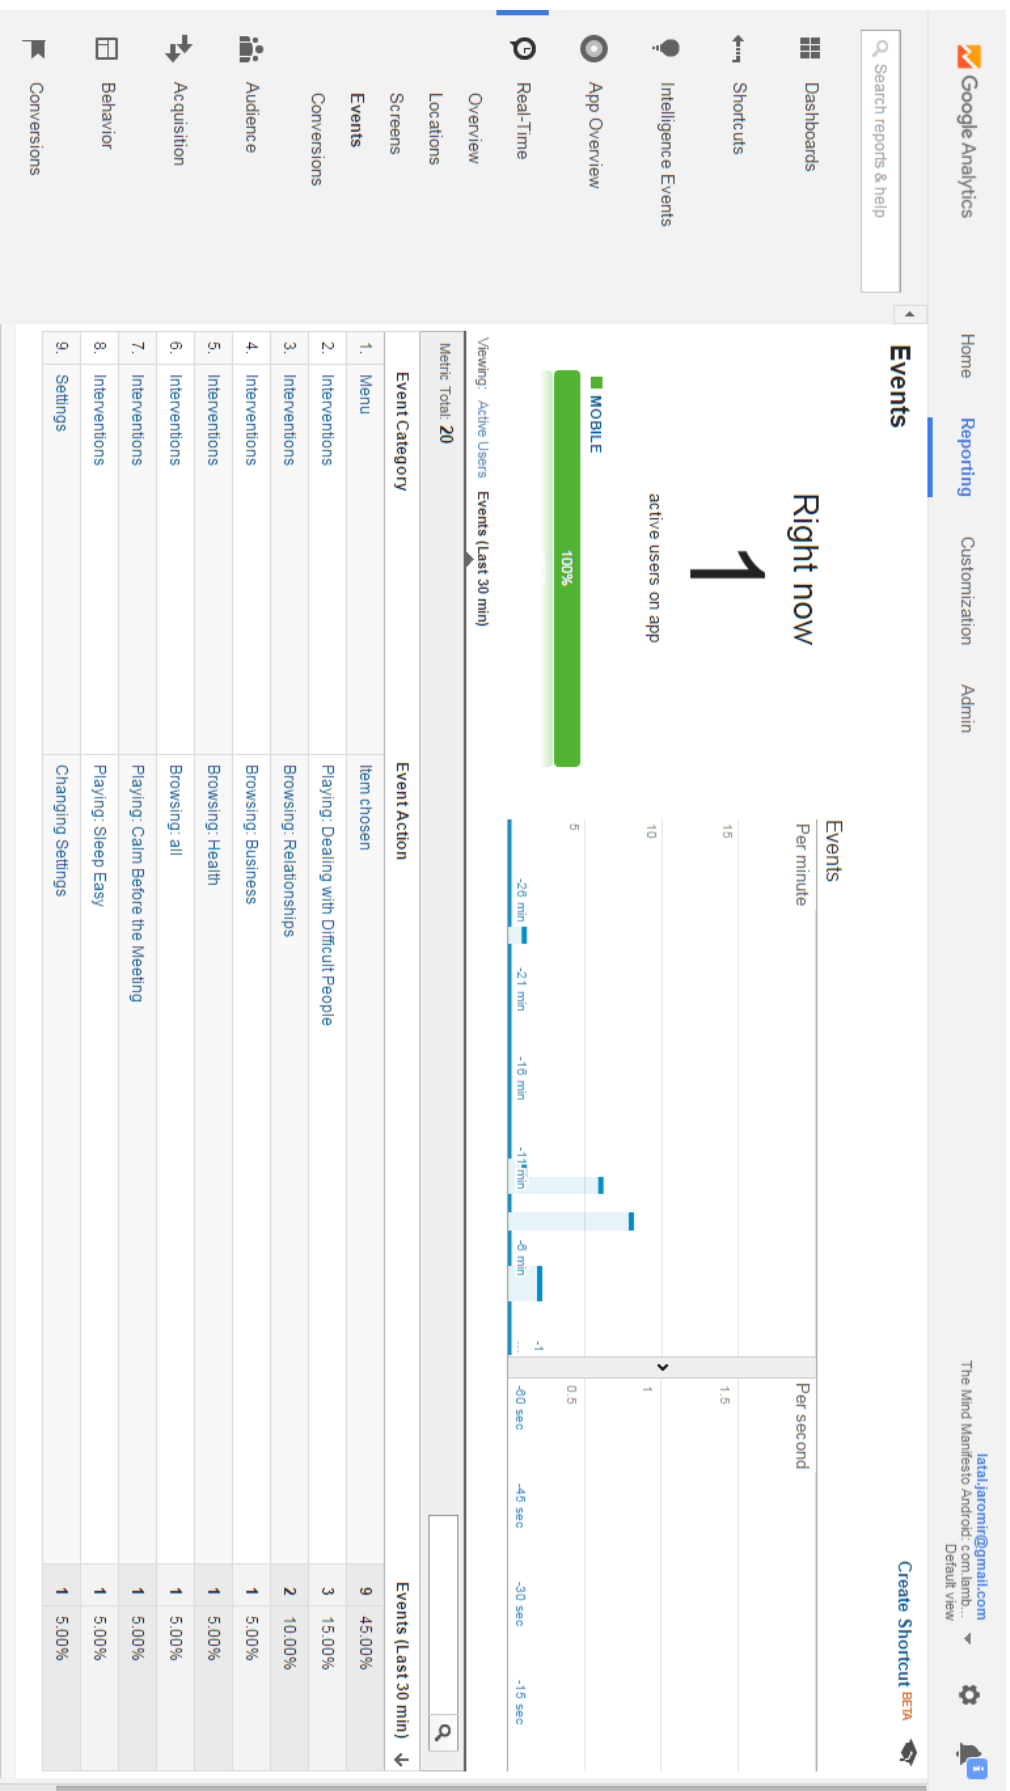 Google Analytics
Home Reporting Customization Admin
latal.jaromir@gmail.com
The Mind Manifesto Android: com.lamb...
Default view
Search reports & help
Dashboards
Shortcuts
Intelligence Events
App Overview
Real-Time
Overview
Locations
Screens
Events
Conversions
Audience
Acquisition
Behavior
Conversions
Events
Create Shortcut BETA
Right now
1
active users on app
MOBILE
100%
Events
Per minute
15
10
5
-26 min -21 min -16 min -11 min -6 min -1
...
Per second
1.5
1
0.5
-60 sec -45 sec -30 sec -15 sec
Viewing: Active Users Events (Last 30 min)
Metric Total: 20
Event Category Event Action Events (Last 30 min)
1. Menu Item chosen 9 45.00%
2. Interventions Playing: Dealing with Difficult People 3 15.00%
3. Interventions Browsing: Relationships 2 10.00%
4. Interventions Browsing: Business 1 5.00%
5. Interventions Browsing: Health 1 5.00%
6. Interventions Browsing: all 1 5.00%
7. Interventions Playing: Calm Before the Meeting 1 5.00%
8. Interventions Playing: Sleep Easy 1 5.00%
9. Settings Changing Settings 1 5.00%